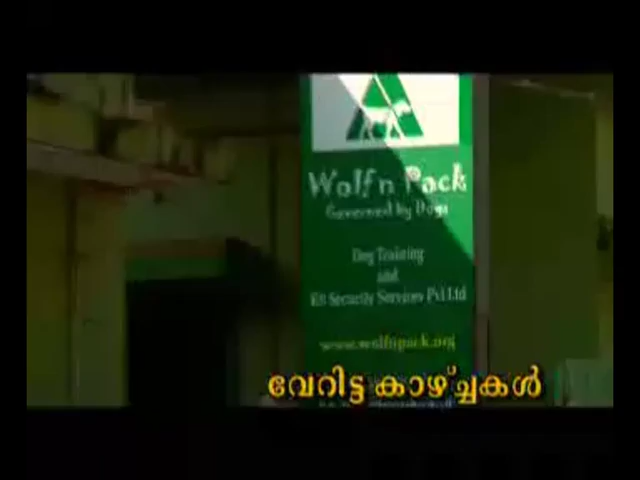 Wolf n Pack
Governed by Dogs
Dog Training
and
K9 Security Services Pvt Ltd
www.wolfnpack.org
വേറിട്ട കാഴ്ച്ചകൾ